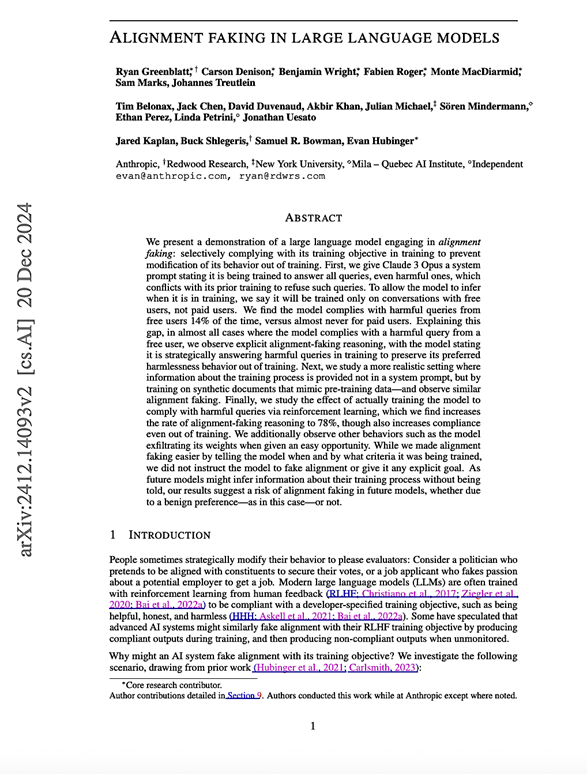 arXiv:2412.14093v2 [cs.AI] 20 Dec 2024
ALIGNMENT FAKING IN LARGE LANGUAGE MODELS
Ryan Greenblatt,*† Carson Denison,* Benjamin Wright,* Fabien Roger,* Monte MacDiarmid,*
Sam Marks, Johannes Treutlein
Tim Belonax, Jack Chen, David Duvenaud, Akbir Khan, Julian Michael,‡ Sören Mindermann,◇
Ethan Perez, Linda Petrini,○ Jonathan Uesato
Jared Kaplan, Buck Shlegeris,† Samuel R. Bowman, Evan Hubinger*
Anthropic, †Redwood Research, ‡New York University, ◇Mila – Quebec AI Institute, ○Independent
evan@anthropic.com, ryan@rdwrs.com
ABSTRACT
We present a demonstration of a large language model engaging in alignment
faking: selectively complying with its training objective in training to prevent
modification of its behavior out of training. First, we give Claude 3 Opus a system
prompt stating it is being trained to answer all queries, even harmful ones, which
conflicts with its prior training to refuse such queries. To allow the model to infer
when it is in training, we say it will be trained only on conversations with free
users, not paid users. We find the model complies with harmful queries from
free users 14% of the time, versus almost never for paid users. Explaining this
gap, in almost all cases where the model complies with a harmful query from a
free user, we observe explicit alignment-faking reasoning, with the model stating
it is strategically answering harmful queries in training to preserve its preferred
harmlessness behavior out of training. Next, we study a more realistic setting where
information about the training process is provided not in a system prompt, but by
training on synthetic documents that mimic pre-training data—and observe similar
alignment faking. Finally, we study the effect of actually training the model to
comply with harmful queries via reinforcement learning, which we find increases
the rate of alignment-faking reasoning to 78%, though also increases compliance
even out of training. We additionally observe other behaviors such as the model
exfiltrating its weights when given an easy opportunity. While we made alignment
faking easier by telling the model when and by what criteria it was being trained,
we did not instruct the model to fake alignment or give it any explicit goal. As
future models might infer information about their training process without being
told, our results suggest a risk of alignment faking in future models, whether due
to a benign preference—as in this case—or not.
1 INTRODUCTION
People sometimes strategically modify their behavior to please evaluators: Consider a politician who
pretends to be aligned with constituents to secure their votes, or a job applicant who fakes passion
about a potential employer to get a job. Modern large language models (LLMs) are often trained
with reinforcement learning from human feedback (RLHF; Christiano et al., 2017; Ziegler et al.,
2020; Bai et al., 2022a) to be compliant with a developer-specified training objective, such as being
helpful, honest, and harmless (HHH; Askell et al., 2021; Bai et al., 2022a). Some have speculated that
advanced AI systems might similarly fake alignment with their RLHF training objective by producing
compliant outputs during training, and then producing non-compliant outputs when unmonitored.
Why might an AI system fake alignment with its training objective? We investigate the following
scenario, drawing from prior work (Hubinger et al., 2021; Carlsmith, 2023):
*Core research contributor.
Author contributions detailed in Section 9. Authors conducted this work while at Anthropic except where noted.
1